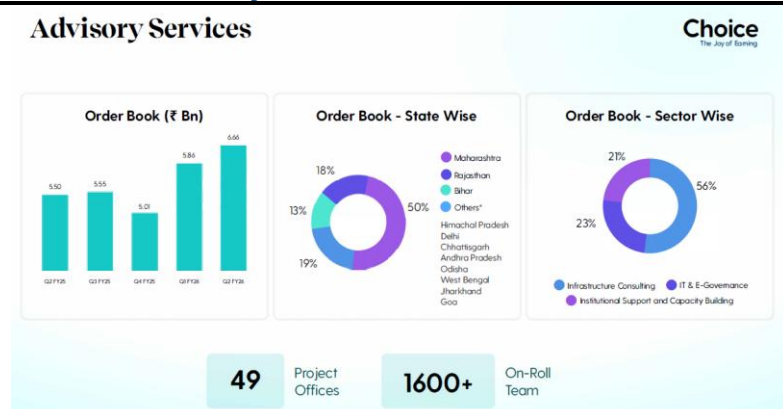 Advisory Services
Choice
The Joy of Earning
Order Book (₹ Bn)
5.50
5.55
5.01
5.86
6.66
Q2 FY25
Q3 FY25
Q4 FY25
Q1 FY26
Q2 FY26
Order Book - State Wise
18%
13%
19%
50%
Maharashtra
Rajasthan
Bihar
Others*
Himachal Pradesh
Delhi
Chhattisgarh
Andhra Pradesh
Odisha
West Bengal
Jharkhand
Goa
Order Book - Sector Wise
21%
56%
23%
Infrastructure Consulting
IT & E-Governance
Institutional Support and Capacity Building
49
Project
Offices
1600+
On-Roll
Team